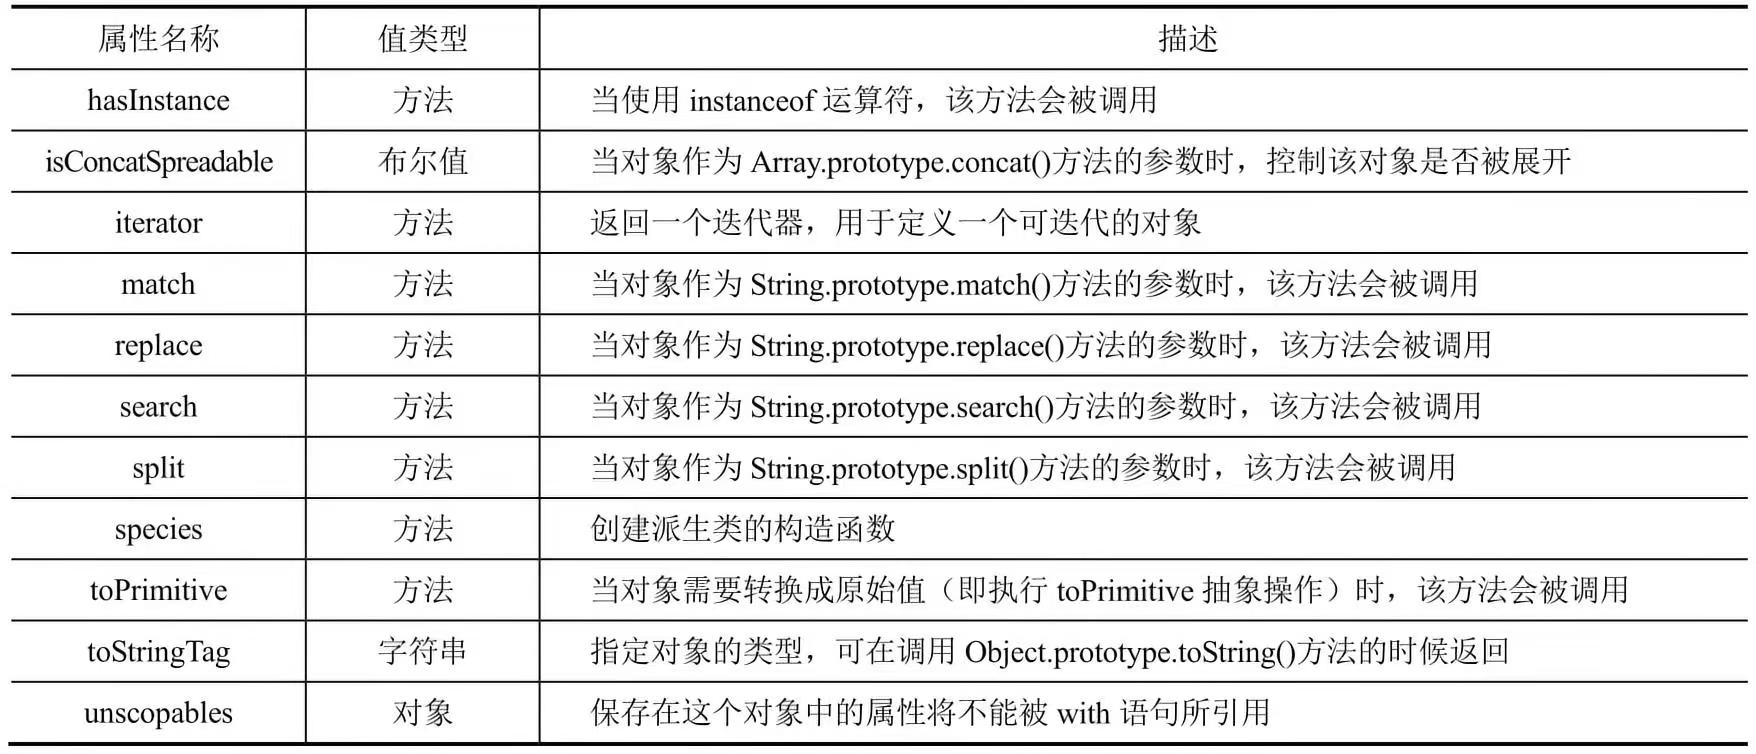 属性名称 值类型 描述
hasInstance 方法 当使用 instanceof 运算符，该方法会被调用
isConcatSpreadable 布尔值 当对象作为 Array.prototype.concat()方法的参数时，控制该对象是否被展开
iterator 方法 返回一个迭代器，用于定义一个可迭代的对象
match 方法 当对象作为 String.prototype.match()方法的参数时，该方法会被调用
replace 方法 当对象作为 String.prototype.replace()方法的参数时，该方法会被调用
search 方法 当对象作为 String.prototype.search()方法的参数时，该方法会被调用
split 方法 当对象作为 String.prototype.split()方法的参数时，该方法会被调用
species 方法 创建派生类的构造函数
toPrimitive 方法 当对象需要转换成原始值（即执行 toPrimitive 抽象操作）时，该方法会被调用
toStringTag 字符串 指定对象的类型，可在调用 Object.prototype.toString()方法的时候返回
unscopables 对象 保存在这个对象中的属性将不能被 with 语句所引用